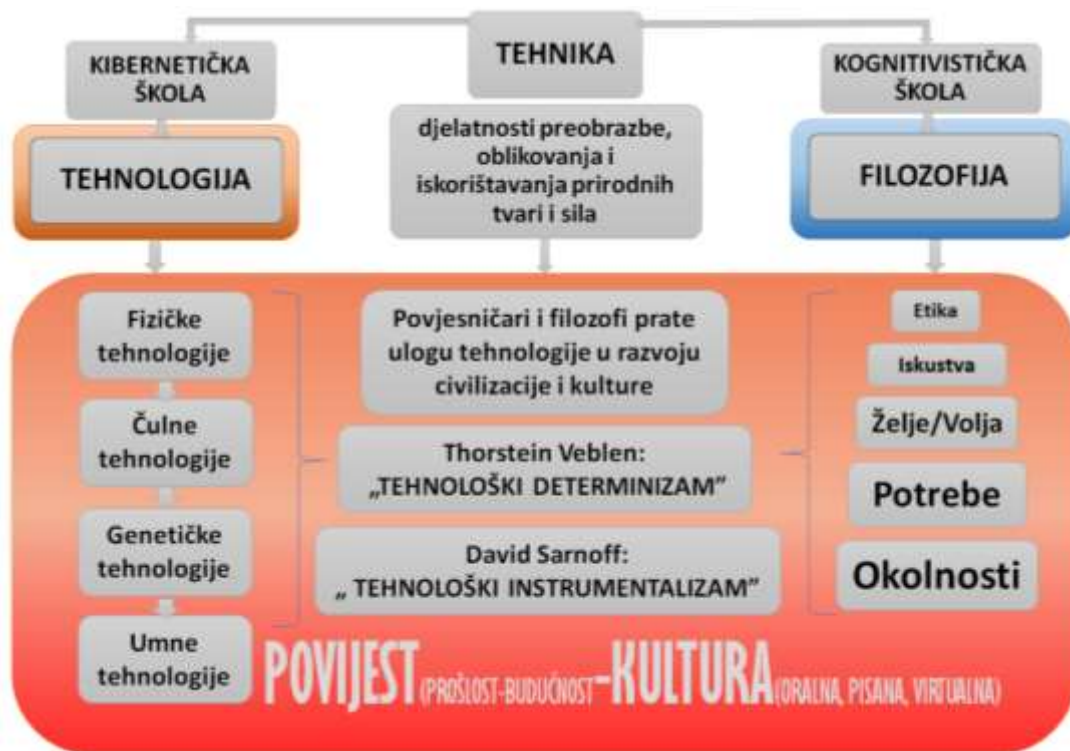 TEHNIKA
KIBERNETIČKA
ŠKOLA
KOGNITIVISTIČKA
ŠKOLA
TEHNOLOGIJA
djelatnosti preobrazbe,
oblikovanja i
iskorištavanja prirodnih
tvari i sila
FILOZOFIJA
Fizičke
tehnologije
Čulne
tehnologije
Genetičke
tehnologije
Umne
tehnologije
Povjesničari i filozofi prate
ulogu tehnologije u razvoju
civilizacije i kulture
Thorstein Veblen:
„TEHNOLOŠKI DETERMINIZAM”
David Sarnoff:
„ TEHNOLOŠKI INSTRUMENTALIZAM”
Etika
Iskustva
Želje/Volja
Potrebe
Okolnosti
POVIJEST(PROŠLOST-BUDUĆNOST-KULTURA(ORALNA, PISANA, VIRTUALNA)